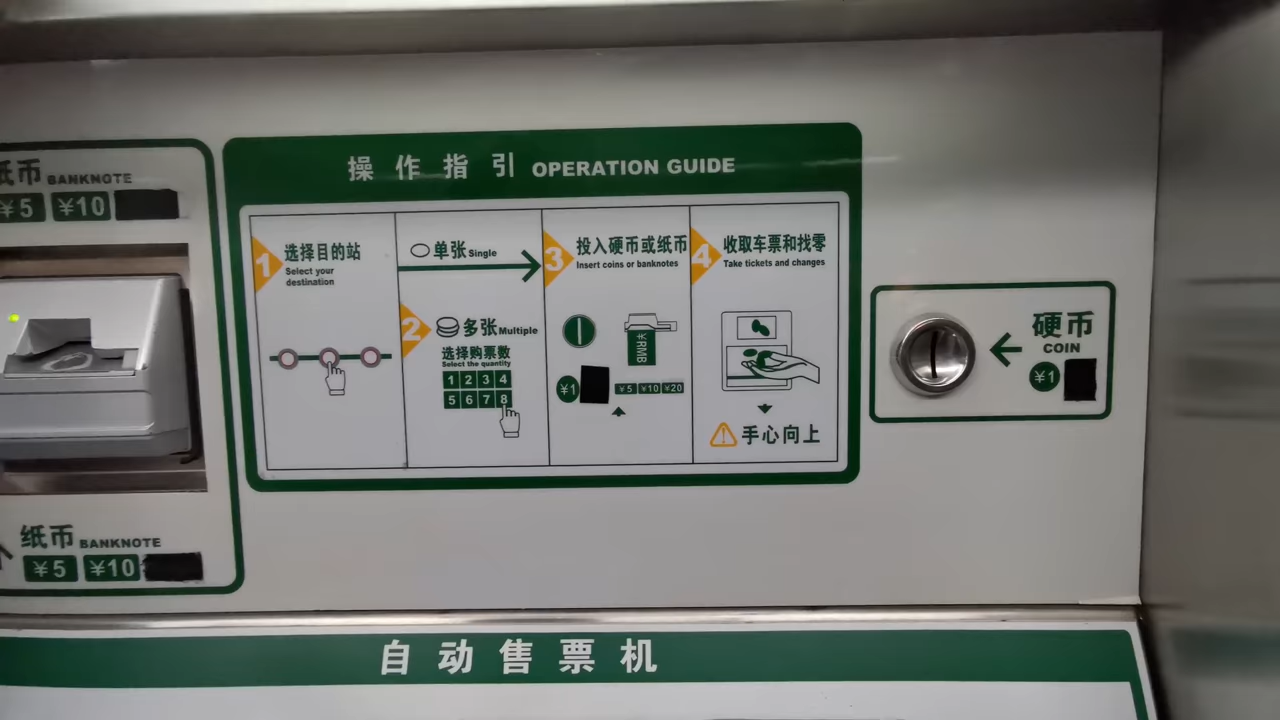 纸币 BANKNOTE
¥5 ¥10
操作指引 OPERATION GUIDE
1 选择目的站
Select your
destination
单张 Single
2 多张 Multiple
选择购票数
Select the quantity
1 2 3 4
5 6 7 8
3 投入硬币或纸币
Insert coins or banknotes
¥RMB
¥1 ¥5 ¥10 ¥20
4 收取车票和找零
Take tickets and changes
手心向上
硬币
COIN
¥1
纸币 BANKNOTE
¥5 ¥10
自动售票机